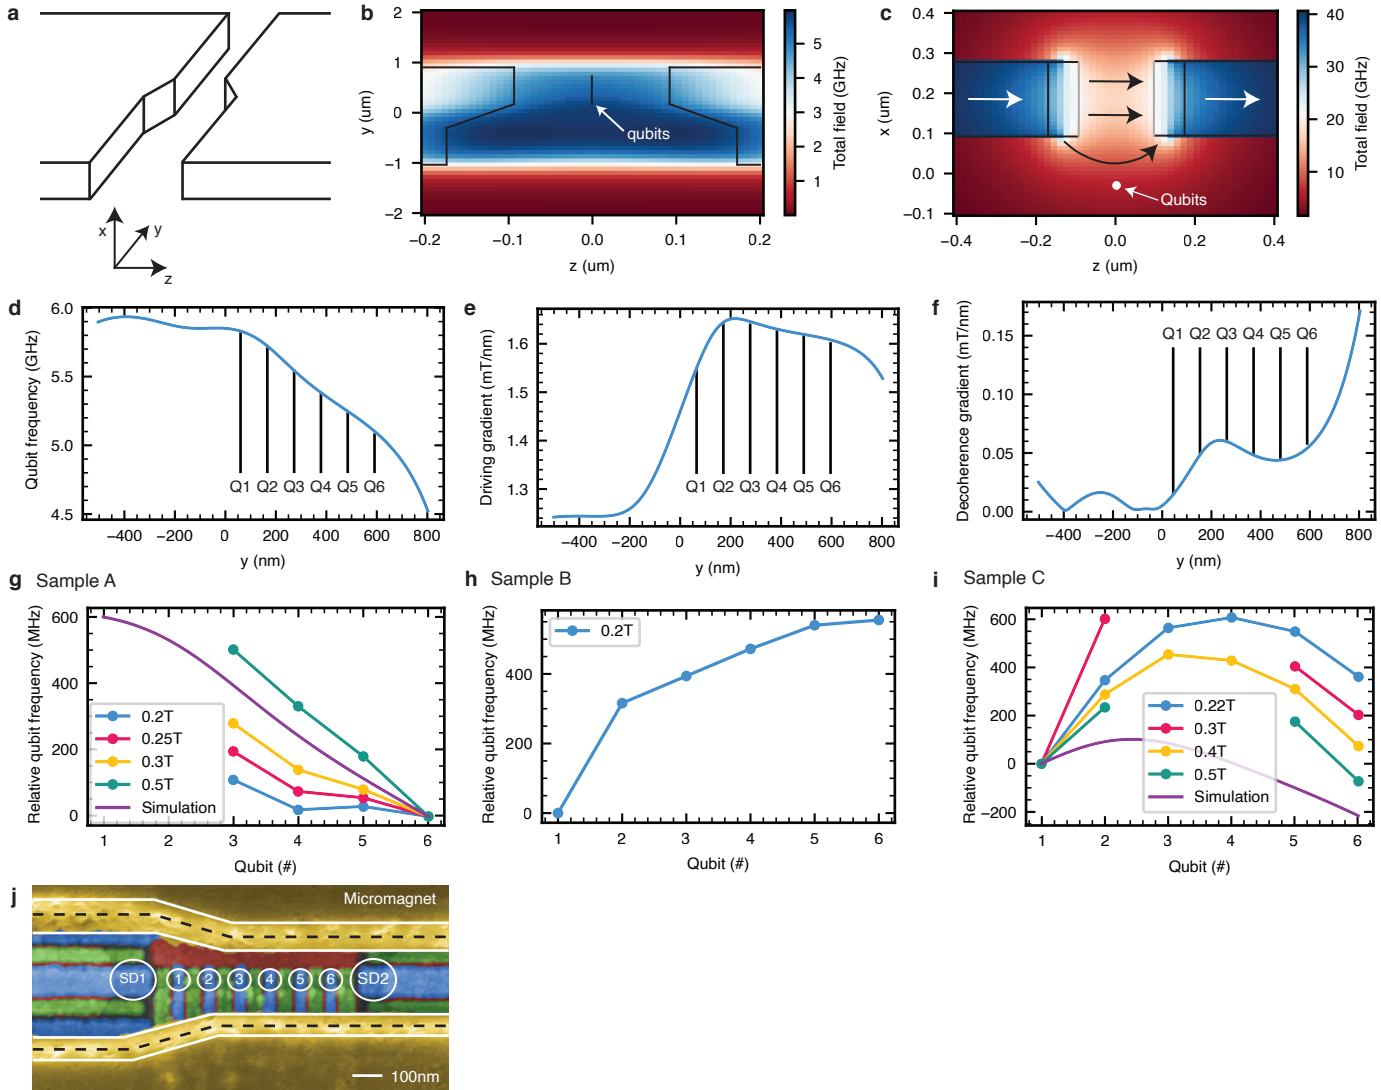 a
x
y
z
b
2
1
0
−1
−2
y (um)
−0.2
−0.1
0.0
0.1
0.2
z (um)
qubits
5
4
3
2
1
Total field (GHz)
c
0.4
0.3
0.2
0.1
0.0
−0.1
x (um)
−0.4
−0.2
0.0
0.2
0.4
z (um)
Qubits
40
30
20
10
Total field (GHz)
d
6.0
5.5
5.0
4.5
Qubit frequency (GHz)
Q1 Q2 Q3 Q4 Q5 Q6
−400 −200 0 200 400 600 800
y (nm)
e
1.6
1.5
1.4
1.3
Driving gradient (mT/nm)
Q1 Q2 Q3 Q4 Q5 Q6
−400 −200 0 200 400 600 800
y (nm)
f
0.15
0.10
0.05
0.00
Decoherence gradient (mT/nm)
Q1 Q2 Q3 Q4 Q5 Q6
−400 −200 0 200 400 600 800
y (nm)
g Sample A
600
400
200
0
Relative qubit frequency (MHz)
0.2T
0.25T
0.3T
0.5T
Simulation
1 2 3 4 5 6
Qubit (#)
h Sample B
400
200
0
Relative qubit frequency (MHz)
0.2T
1 2 3 4 5 6
Qubit (#)
i Sample C
600
400
200
0
−200
Relative qubit frequency (MHz)
0.22T
0.3T
0.4T
0.5T
Simulation
1 2 3 4 5 6
Qubit (#)
j
Micromagnet
SD1 1 2 3 4 5 6 SD2
100nm